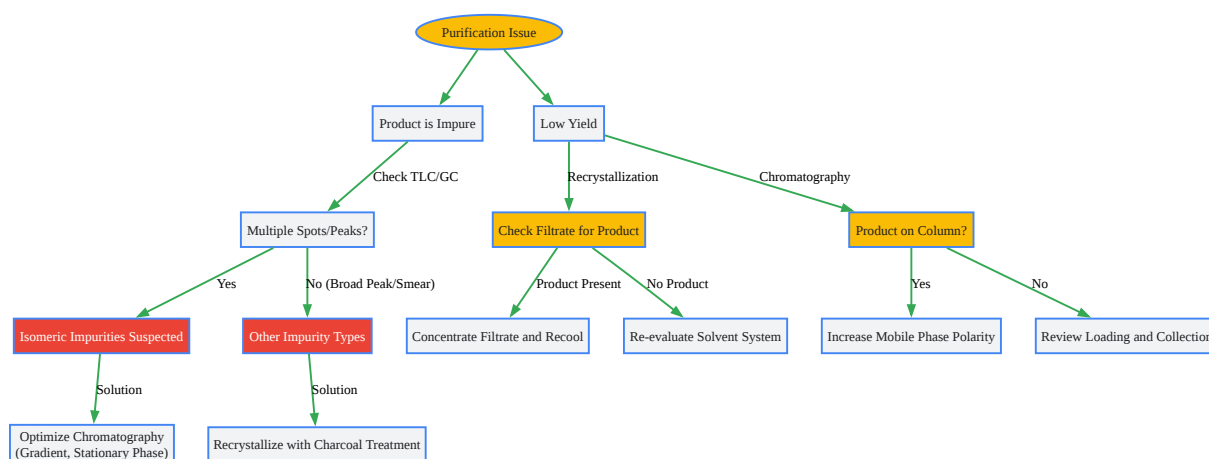 Purification Issue
Product is Impure
Low Yield
Check TLC/GC
Recrystallization
Chromatography
Multiple Spots/Peaks?
Check Filtrate for Product
Product on Column?
Yes
No (Broad Peak/Smear)
Product Present
No Product
Yes
No
Isomeric Impurities Suspected
Other Impurity Types
Concentrate Filtrate and Recool
Re-evaluate Solvent System
Increase Mobile Phase Polarity
Review Loading and Collection
Solution
Solution
Optimize Chromatography
(Gradient, Stationary Phase)
Recrystallize with Charcoal Treatment